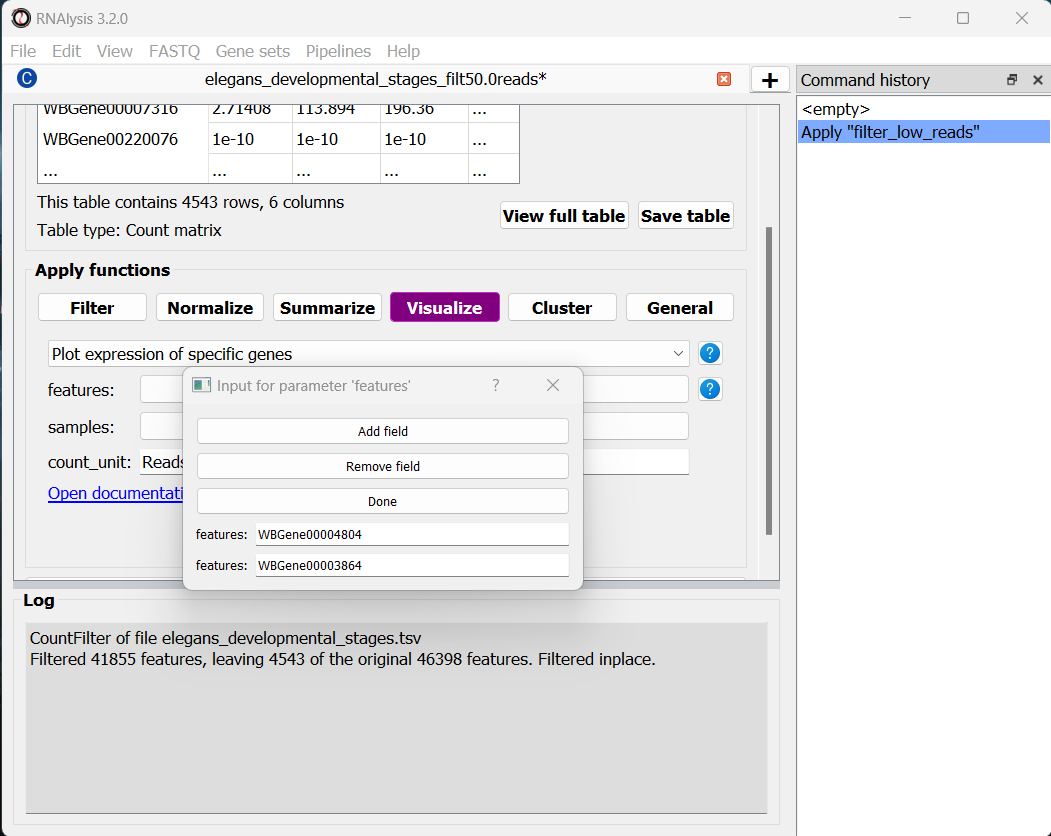 RNAlysis 3.2.0
File Edit View FASTQ Gene sets Pipelines Help
C elegans_developmental_stages_filt50.0reads* +
WBGene00007316 2.71408 113.894 196.36 ...
WBGene00220076 1e-10 1e-10 1e-10 ...
... ... ... ... ...
This table contains 4543 rows, 6 columns
Table type: Count matrix
View full table Save table
Apply functions
Filter Normalize Summarize Visualize Cluster General
Plot expression of specific genes ?
features: ?
samples:
count_unit: Reads
Open documentati
Input for parameter 'features' ?
Add field
Remove field
Done
features: WBGene00004804
features: WBGene00003864
Log
CountFilter of file elegans_developmental_stages.tsv
Filtered 41855 features, leaving 4543 of the original 46398 features. Filtered inplace.
Command history
<empty>
Apply "filter_low_reads"